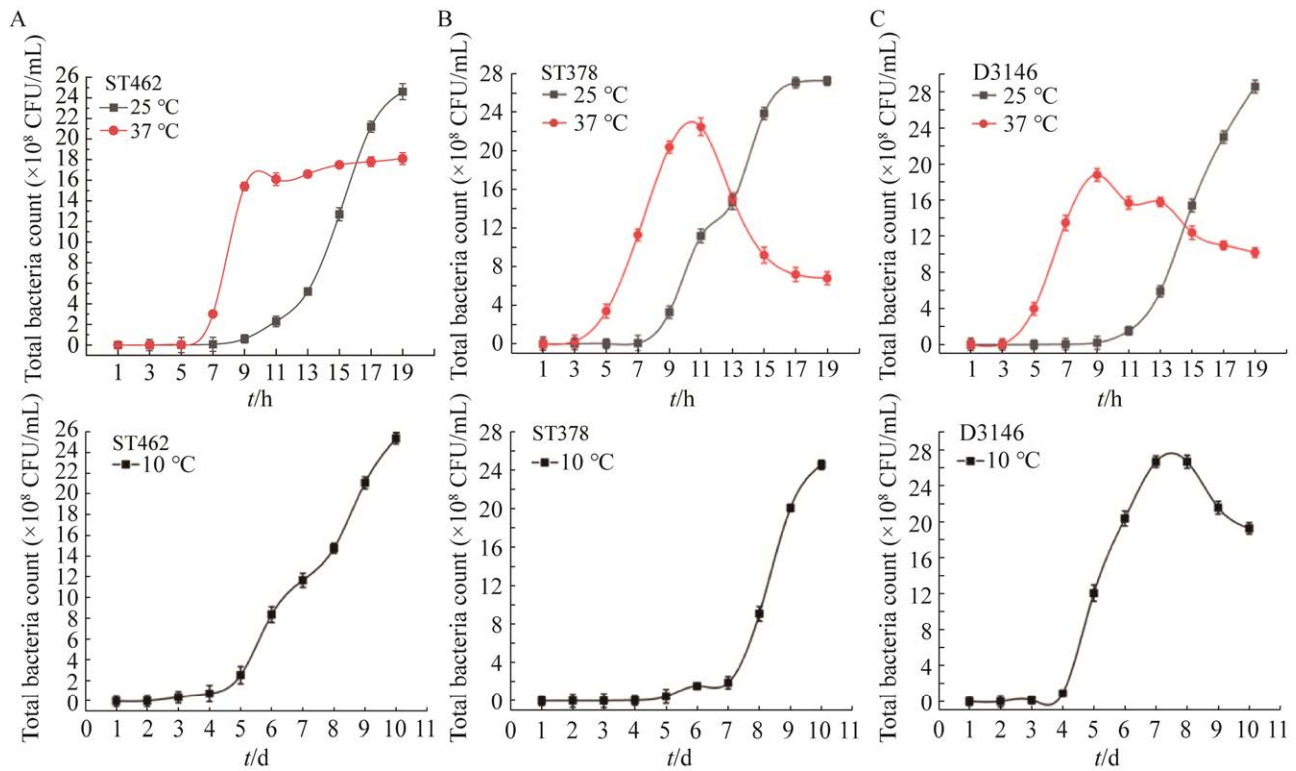 A
Total bacteria count (×10⁸ CFU/mL)
ST462
25 ℃
37 ℃
26
24
22
20
18
16
14
12
10
8
6
4
2
0
1 3 5 7 9 11 13 15 17 19
t/h
B
Total bacteria count (×10⁸ CFU/mL)
ST378
25 ℃
37 ℃
28
24
20
16
12
8
4
0
1 3 5 7 9 11 13 15 17 19
t/h
C
Total bacteria count (×10⁸ CFU/mL)
D3146
25 ℃
37 ℃
28
24
20
16
12
8
4
0
1 3 5 7 9 11 13 15 17 19
t/h
Total bacteria count (×10⁸ CFU/mL)
ST462
10 ℃
26
24
22
20
18
16
14
12
10
8
6
4
2
0
0 1 2 3 4 5 6 7 8 9 10 11
t/d
Total bacteria count (×10⁸ CFU/mL)
ST378
10 ℃
28
24
20
16
12
8
4
0
0 1 2 3 4 5 6 7 8 9 10 11
t/d
Total bacteria count (×10⁸ CFU/mL)
D3146
10 ℃
28
24
20
16
12
8
4
0
0 1 2 3 4 5 6 7 8 9 10 11
t/d